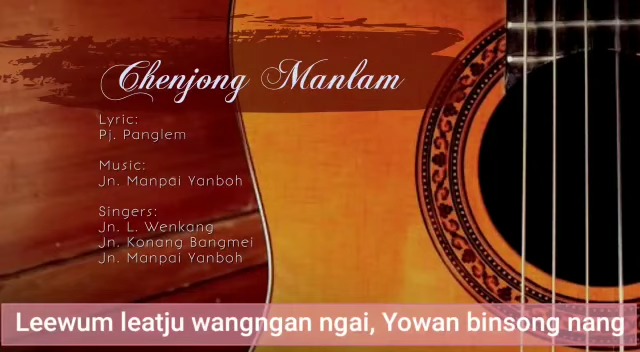 Chenjong Manlam
Lyric:
Pj. Panglem
Music:
Jn. Manpai Yanboh
Singers:
Jn. L. Wenkang
Jn. Konang Bangmei
Jn. Manpai Yanboh
Leewum leatju wangngan ngai, Yowan binsong nang